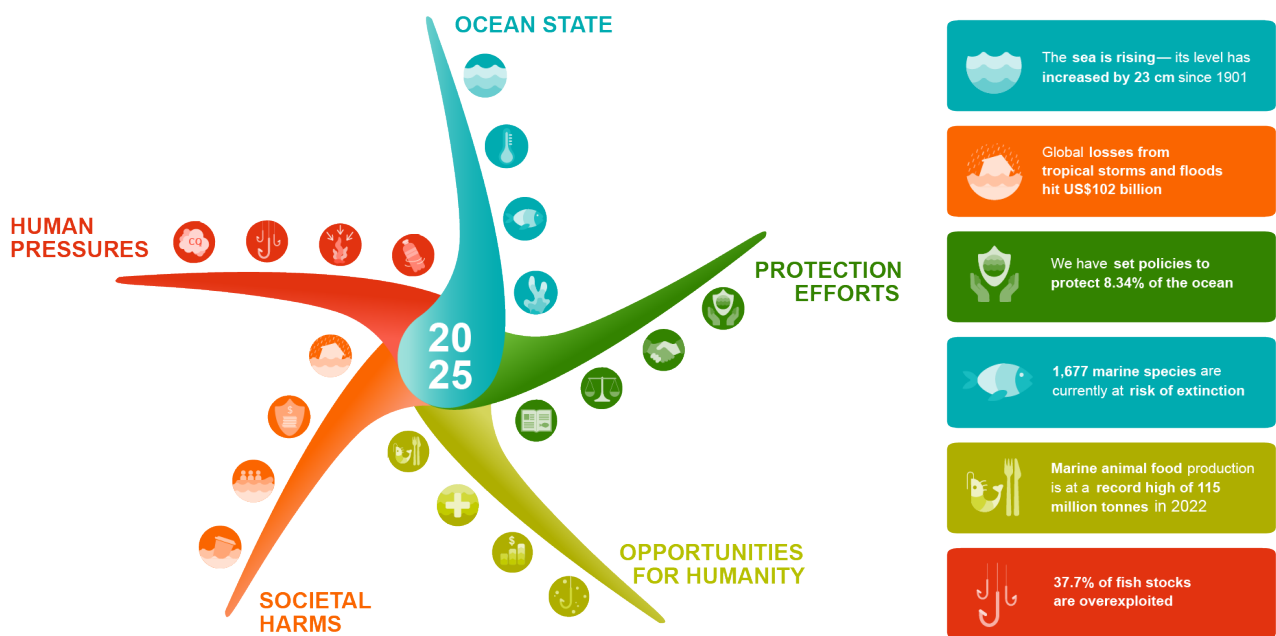 OCEAN STATE
HUMAN
PRESSURES
CO2
20
25
PROTECTION
EFFORTS
$
$
OPPORTUNITIES
FOR HUMANITY
SOCIETAL
HARMS
The sea is rising— its level has
increased by 23 cm since 1901
Global losses from
tropical storms and floods
hit US$102 billion
We have set policies to
protect 8.34% of the ocean
1,677 marine species are
currently at risk of extinction
Marine animal food production
is at a record high of 115
million tonnes in 2022
37.7% of fish stocks
are overexploited